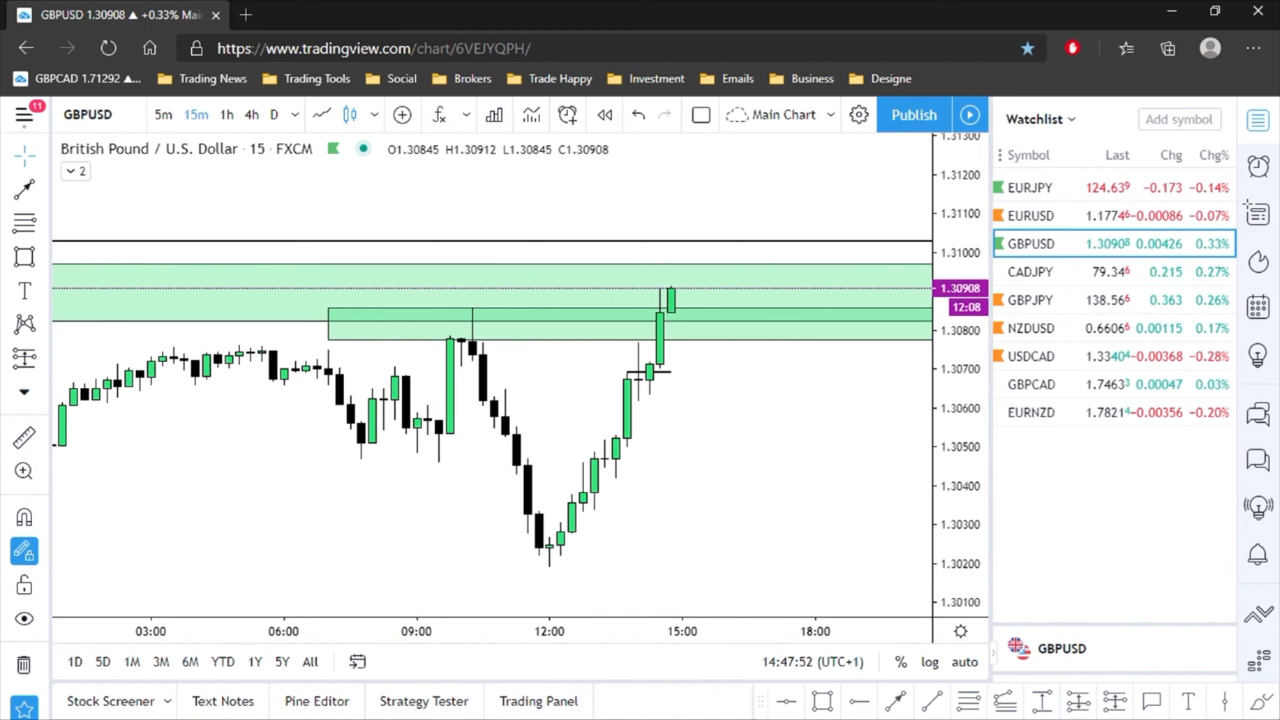 GBPUSD 1.30908 ▲ +0.33% Mai
https://www.tradingview.com/chart/6VEJYQPH/
GBPCAD 1.71292 ▲...
Trading News
Trading Tools
Social
Brokers
Trade Happy
Investment
Emails
Business
Designe
11
GBPUSD
5m
15m
1h
4h
D
Main Chart
Publish
British Pound / U.S. Dollar · 15 · FXCM
O1.30845 H1.30912 L1.30845 C1.30908
2
1.31300
1.31200
1.31100
1.31000
1.30908
12:08
1.30800
1.30700
1.30600
1.30500
1.30400
1.30300
1.30200
1.30100
03:00
06:00
09:00
12:00
15:00
18:00
1D
5D
1M
3M
6M
YTD
1Y
5Y
All
14:47:52 (UTC+1)
%
log
auto
Stock Screener
Text Notes
Pine Editor
Strategy Tester
Trading Panel
Watchlist
Add symbol
Symbol Last Chg Chg%
EURJPY 124.639 −0.173 −0.14%
EURUSD 1.17746 −0.00086 −0.07%
GBPUSD 1.30908 0.00426 0.33%
CADJPY 79.346 0.215 0.27%
GBPJPY 138.566 0.363 0.26%
NZDUSD 0.66066 0.00115 0.17%
USDCAD 1.33404 −0.00368 −0.28%
GBPCAD 1.74633 0.00047 0.03%
EURNZD 1.78214 −0.00356 −0.20%
GBPUSD